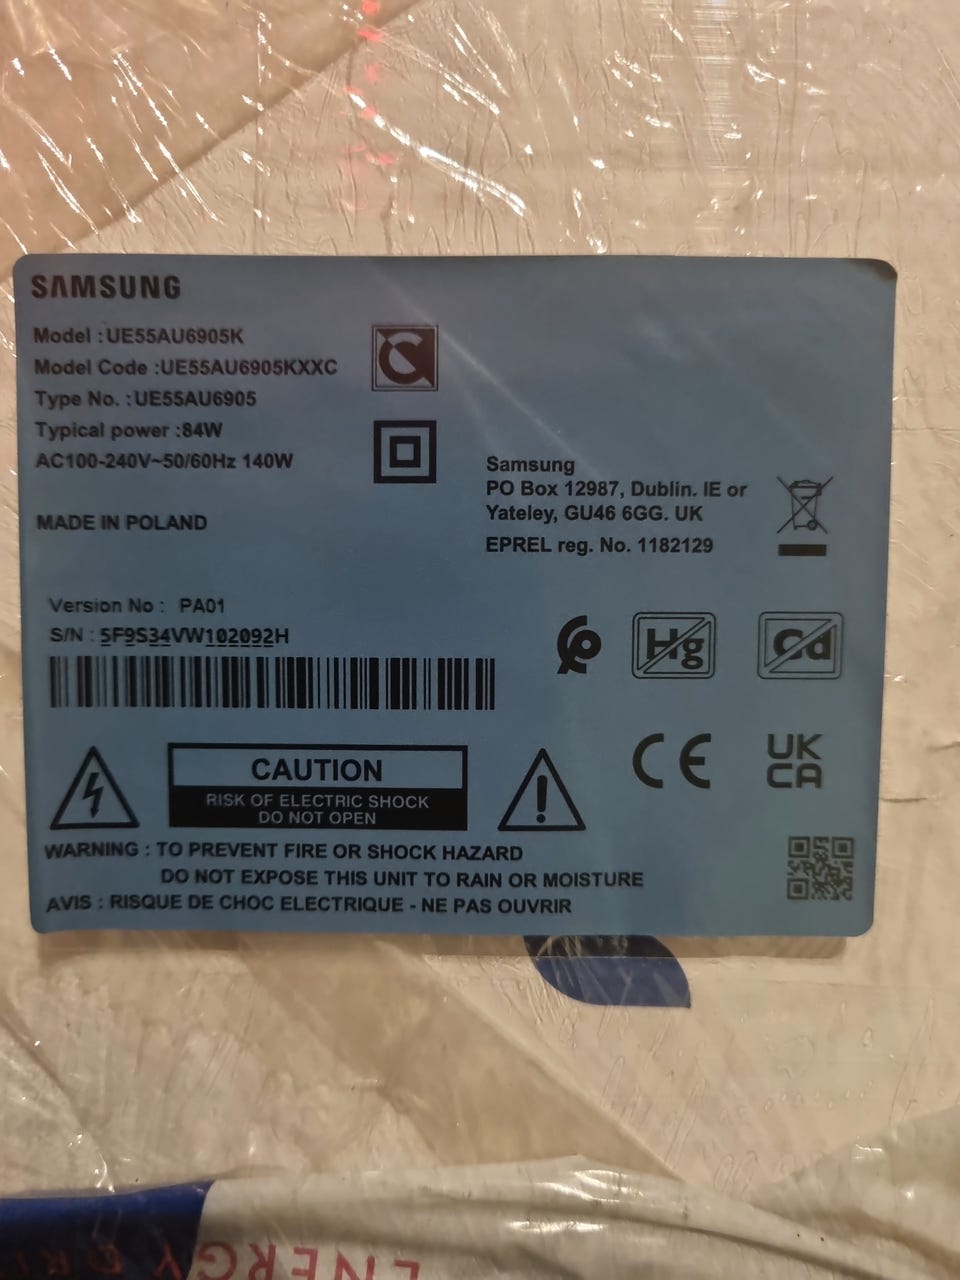 SAMSUNG
Model : UE55AU6905K
Model Code :UE55AU6905KXXC
Type No. :UE55AU6905
Typical power :84W
AC100-240V~50/60Hz 140W
MADE IN POLAND
Samsung
PO Box 12987, Dublin. IE or
Yateley, GU46 6GG. UK
EPREL reg. No. 1182129
Version No : PA01
S/N : 5F9S34VW102092H
Hg
Cd
CE
UK
CA
CAUTION
RISK OF ELECTRIC SHOCK
DO NOT OPEN
WARNING : TO PREVENT FIRE OR SHOCK HAZARD
DO NOT EXPOSE THIS UNIT TO RAIN OR MOISTURE
AVIS : RISQUE DE CHOC ELECTRIQUE - NE PAS OUVRIR
ENERGY